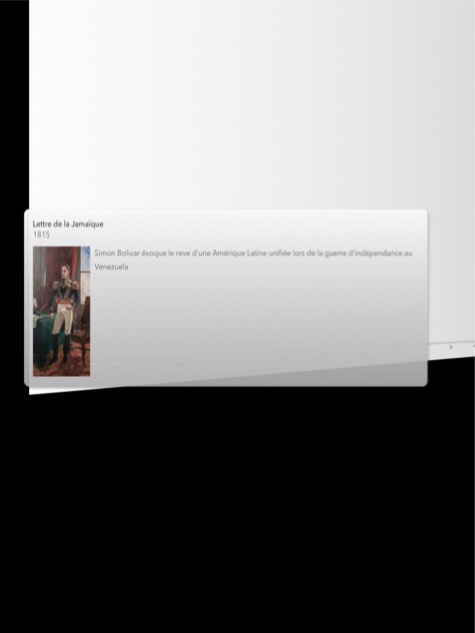 Lettre de la Jamaïque
1815
Simon Bolivar évoque le reve d'une Amérique Latine unifiée lors de la guerre d'indépendance au
Venezuela